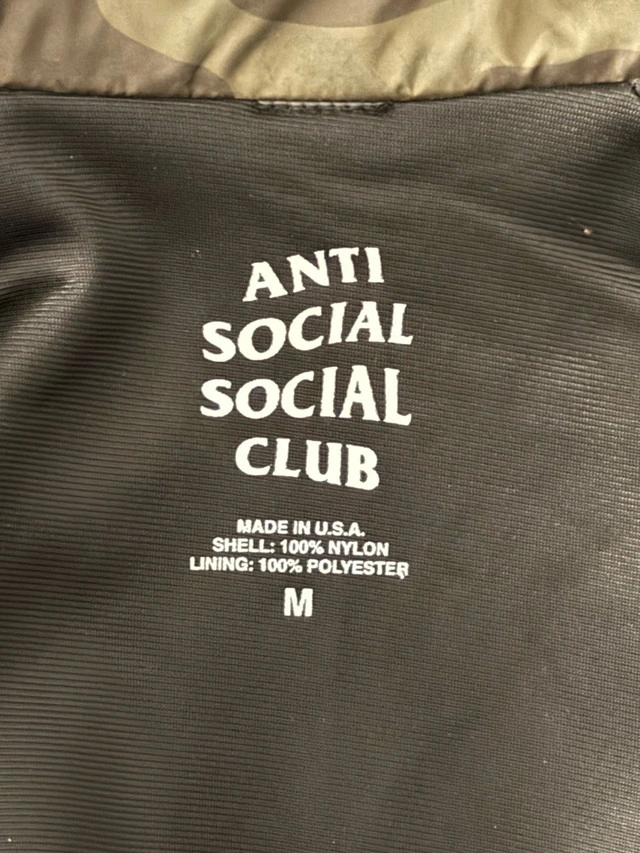 ANTI
SOCIAL
SOCIAL
CLUB
MADE IN U.S.A.
SHELL: 100% NYLON
LINING: 100% POLYESTER
M